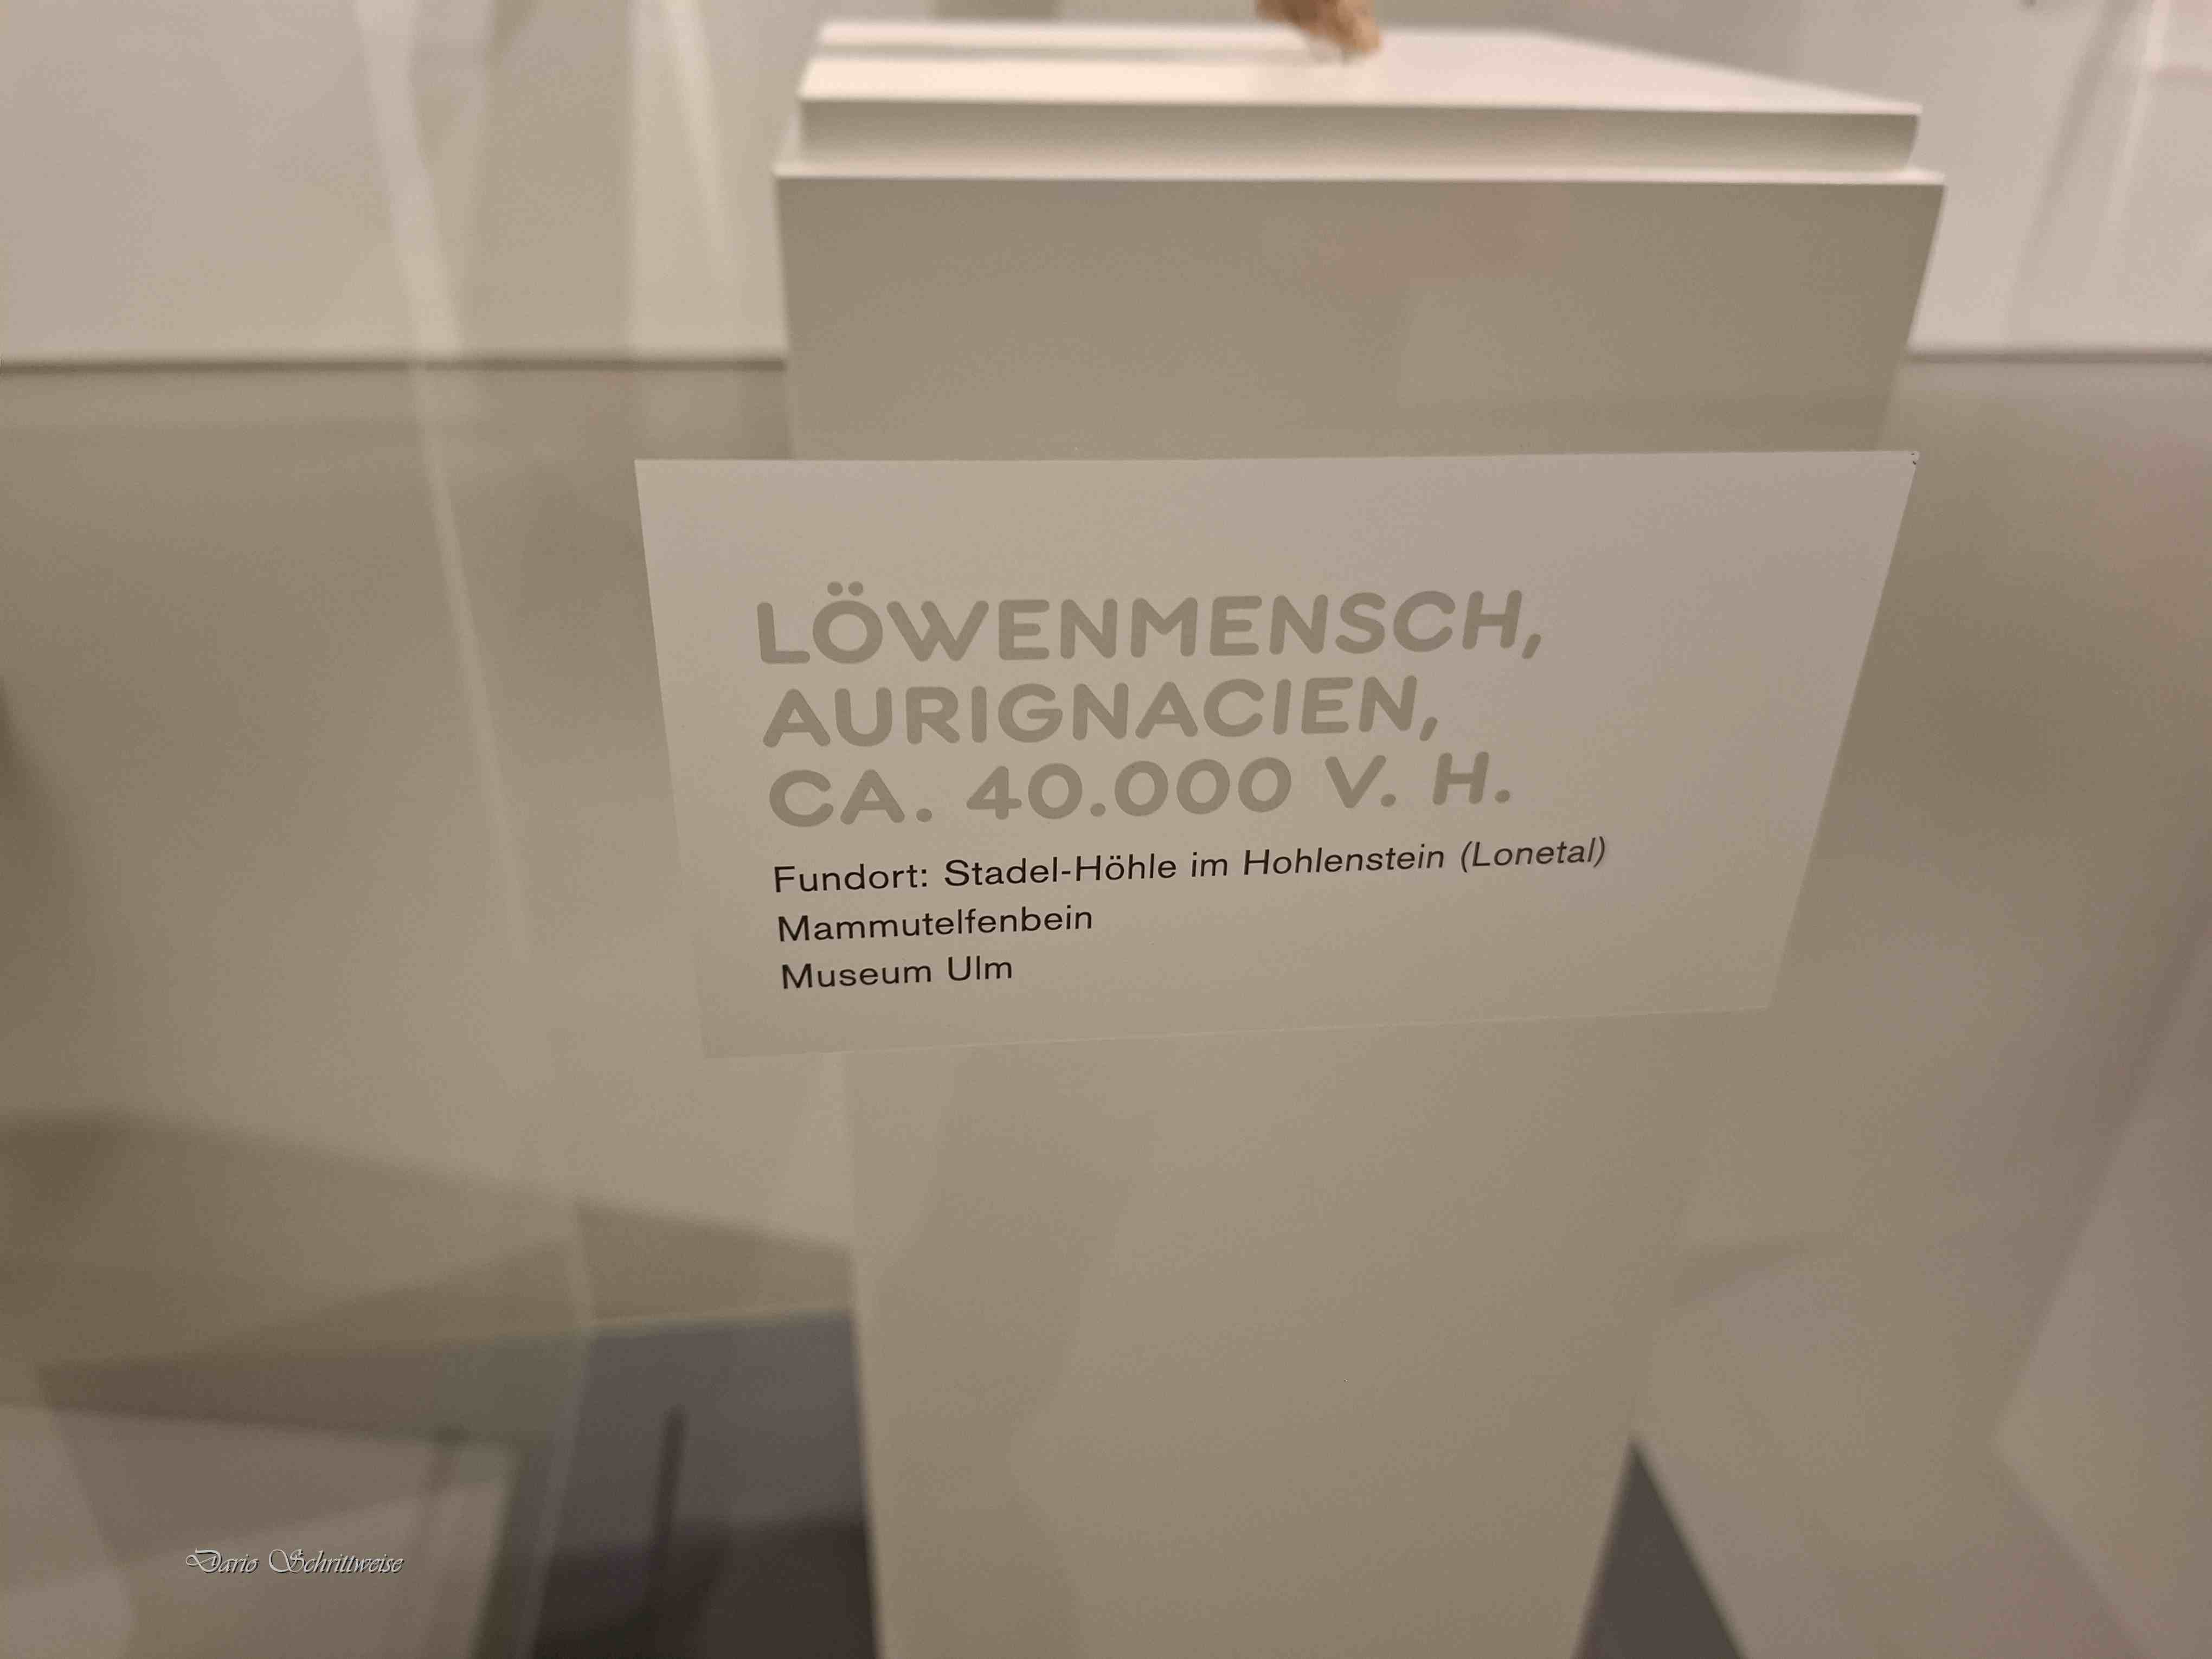 LÖWENMENSCH,
AURIGNACIEN,
CA. 40.000 V. H.
Fundort: Stadel-Höhle im Hohlenstein (Lonetal)
Mammutelfenbein
Museum Ulm
Dario Schrittweise